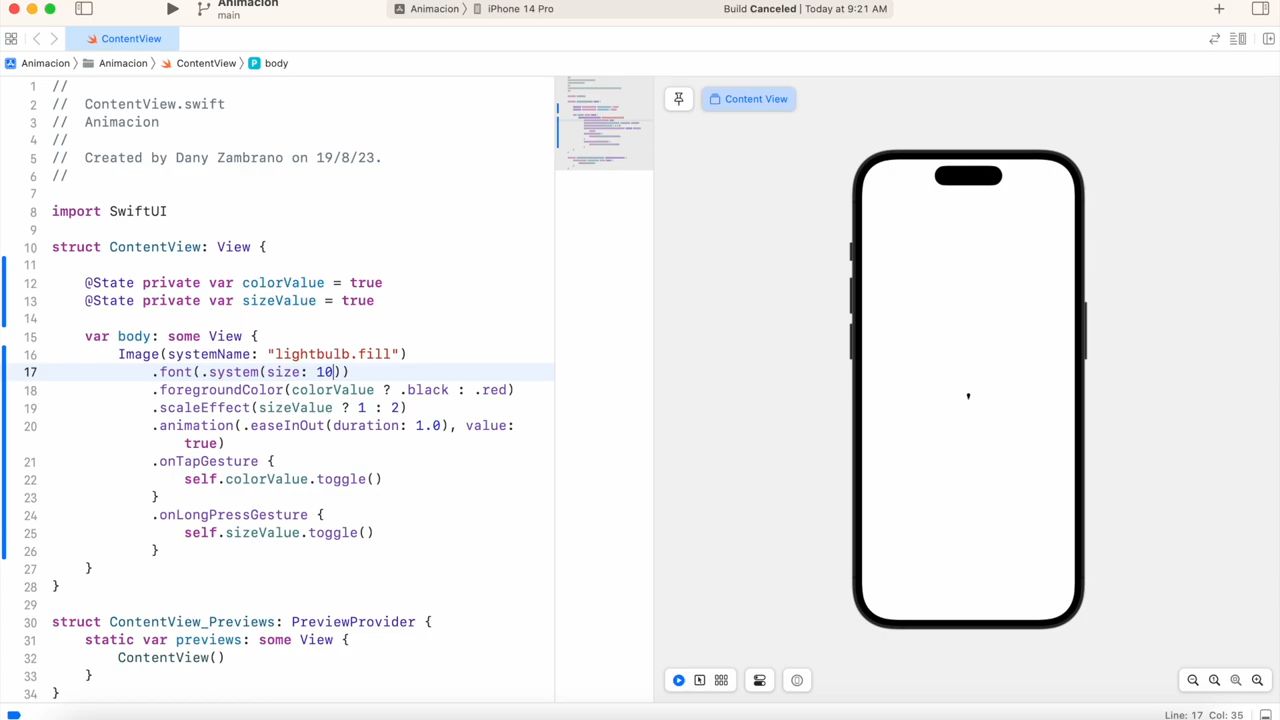 Animacion
main
Animacion
iPhone 14 Pro
Build Canceled | Today at 9:21 AM
ContentView
Animacion
Animacion
ContentView
P body
1 //
2 //  ContentView.swift
3 //  Animacion
4 //
5 //  Created by Dany Zambrano on 19/8/23.
6 //
7
8 import SwiftUI
9
10 struct ContentView: View {
11
12 @State private var colorValue = true
13 @State private var sizeValue = true
14
15 var body: some View {
16 Image(systemName: "lightbulb.fill")
17 .font(.system(size: 10))
18 .foregroundColor(colorValue ? .black : .red)
19 .scaleEffect(sizeValue ? 1 : 2)
20 .animation(.easeInOut(duration: 1.0), value:
true)
21 .onTapGesture {
22 self.colorValue.toggle()
23 }
24 .onLongPressGesture {
25 self.sizeValue.toggle()
26 }
27 }
28 }
29
30 struct ContentView_Previews: PreviewProvider {
31 static var previews: some View {
32 ContentView()
33 }
34 }
Content View
Line: 17  Col: 35